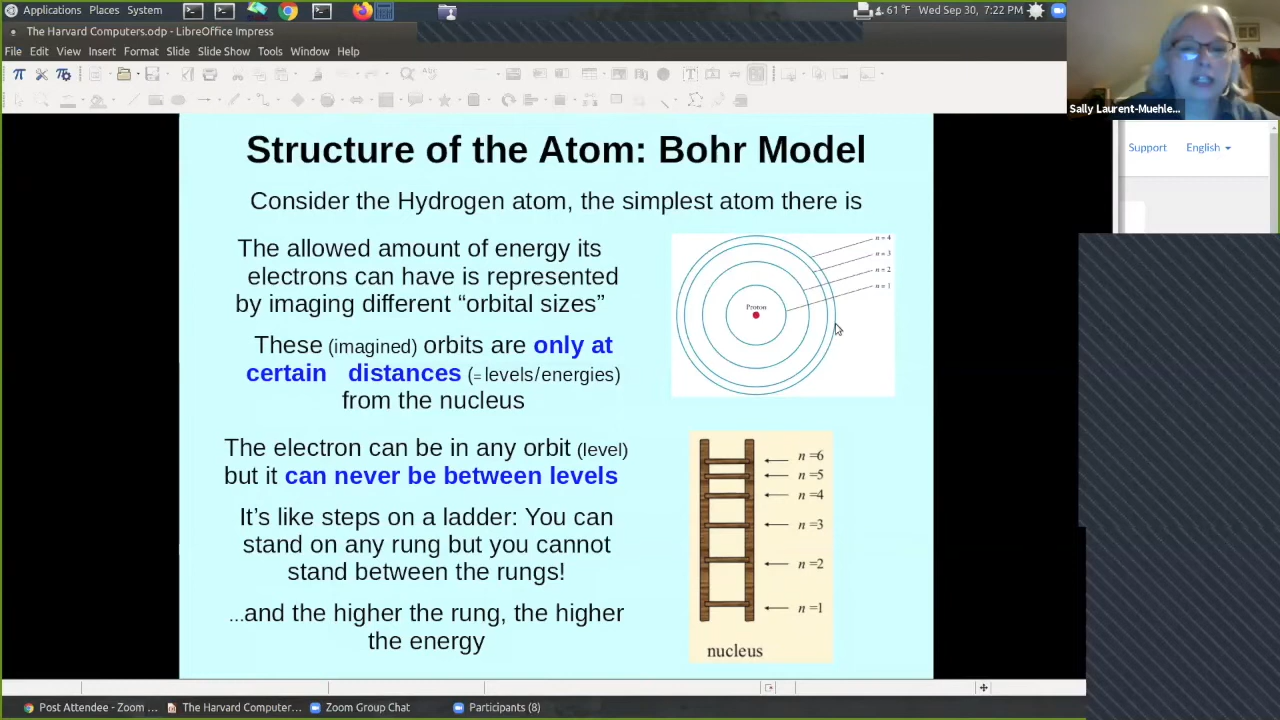 Applications Places System
61 °F Wed Sep 30, 7:22 PM
The Harvard Computers.odp - LibreOffice Impress
File Edit View Insert Format Slide Slide Show Tools Window Help
Sally Laurent-Muehle...
Support English
Structure of the Atom: Bohr Model
Consider the Hydrogen atom, the simplest atom there is
The allowed amount of energy its
electrons can have is represented
by imaging different “orbital sizes”
These (imagined) orbits are only at
certain distances (= levels/energies)
from the nucleus
The electron can be in any orbit (level)
but it can never be between levels
It’s like steps on a ladder: You can
stand on any rung but you cannot
stand between the rungs!
...and the higher the rung, the higher
the energy
n = 4
n = 3
n = 2
n = 1
Proton
n =6
n =5
n =4
n =3
n =2
n =1
nucleus
Post Attendee - Zoom ... The Harvard Computer... Zoom Group Chat Participants (8)